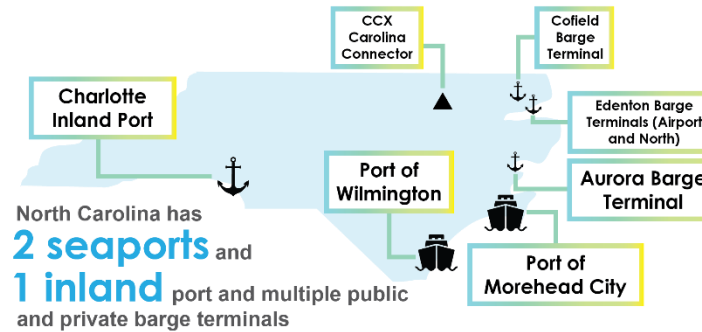 CCX
Carolina
Connector
Cofield
Barge
Terminal
Charlotte
Inland Port
Edenton Barge
Terminals (Airport
and North)
Port of
Wilmington
Aurora Barge
Terminal
Port of
Morehead City
North Carolina has
2 seaports and
1 inland port and multiple public
and private barge terminals